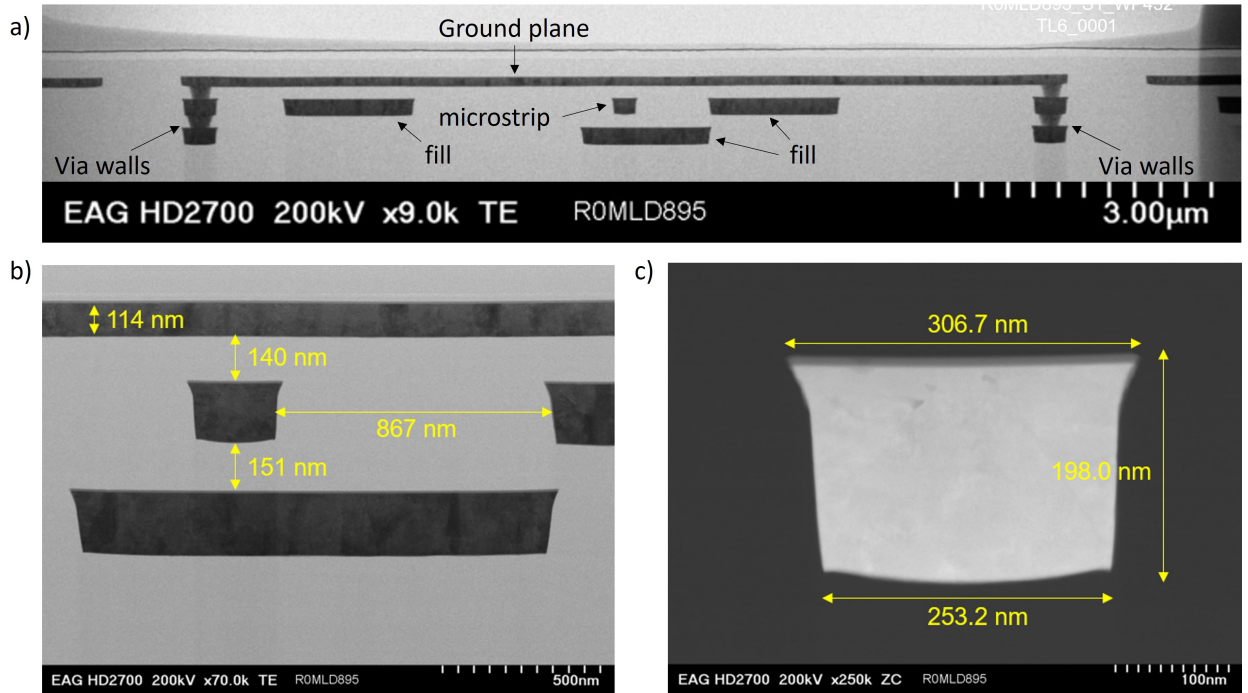 a)
R0MLD895_S1_WF452
TL6_0001
Ground plane
microstrip
fill
fill
Via walls
Via walls
EAG HD2700 200kV x9.0k TE R0MLD895 3.00μm
b)
114 nm
140 nm
867 nm
151 nm
EAG HD2700 200kV x70.0k TE R0MLD895 500nm
c)
306.7 nm
198.0 nm
253.2 nm
EAG HD2700 200kV x250k ZC R0MLD895 100nm